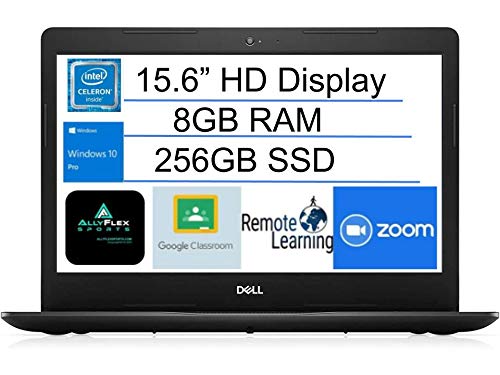 intel
CELERON
inside
15.6” HD Display
8GB RAM
Windows
Windows 10
Pro
256GB SSD
ALLYFLEX
SPORTS
Google Classroom
Remote
Learning
zoom
DELL